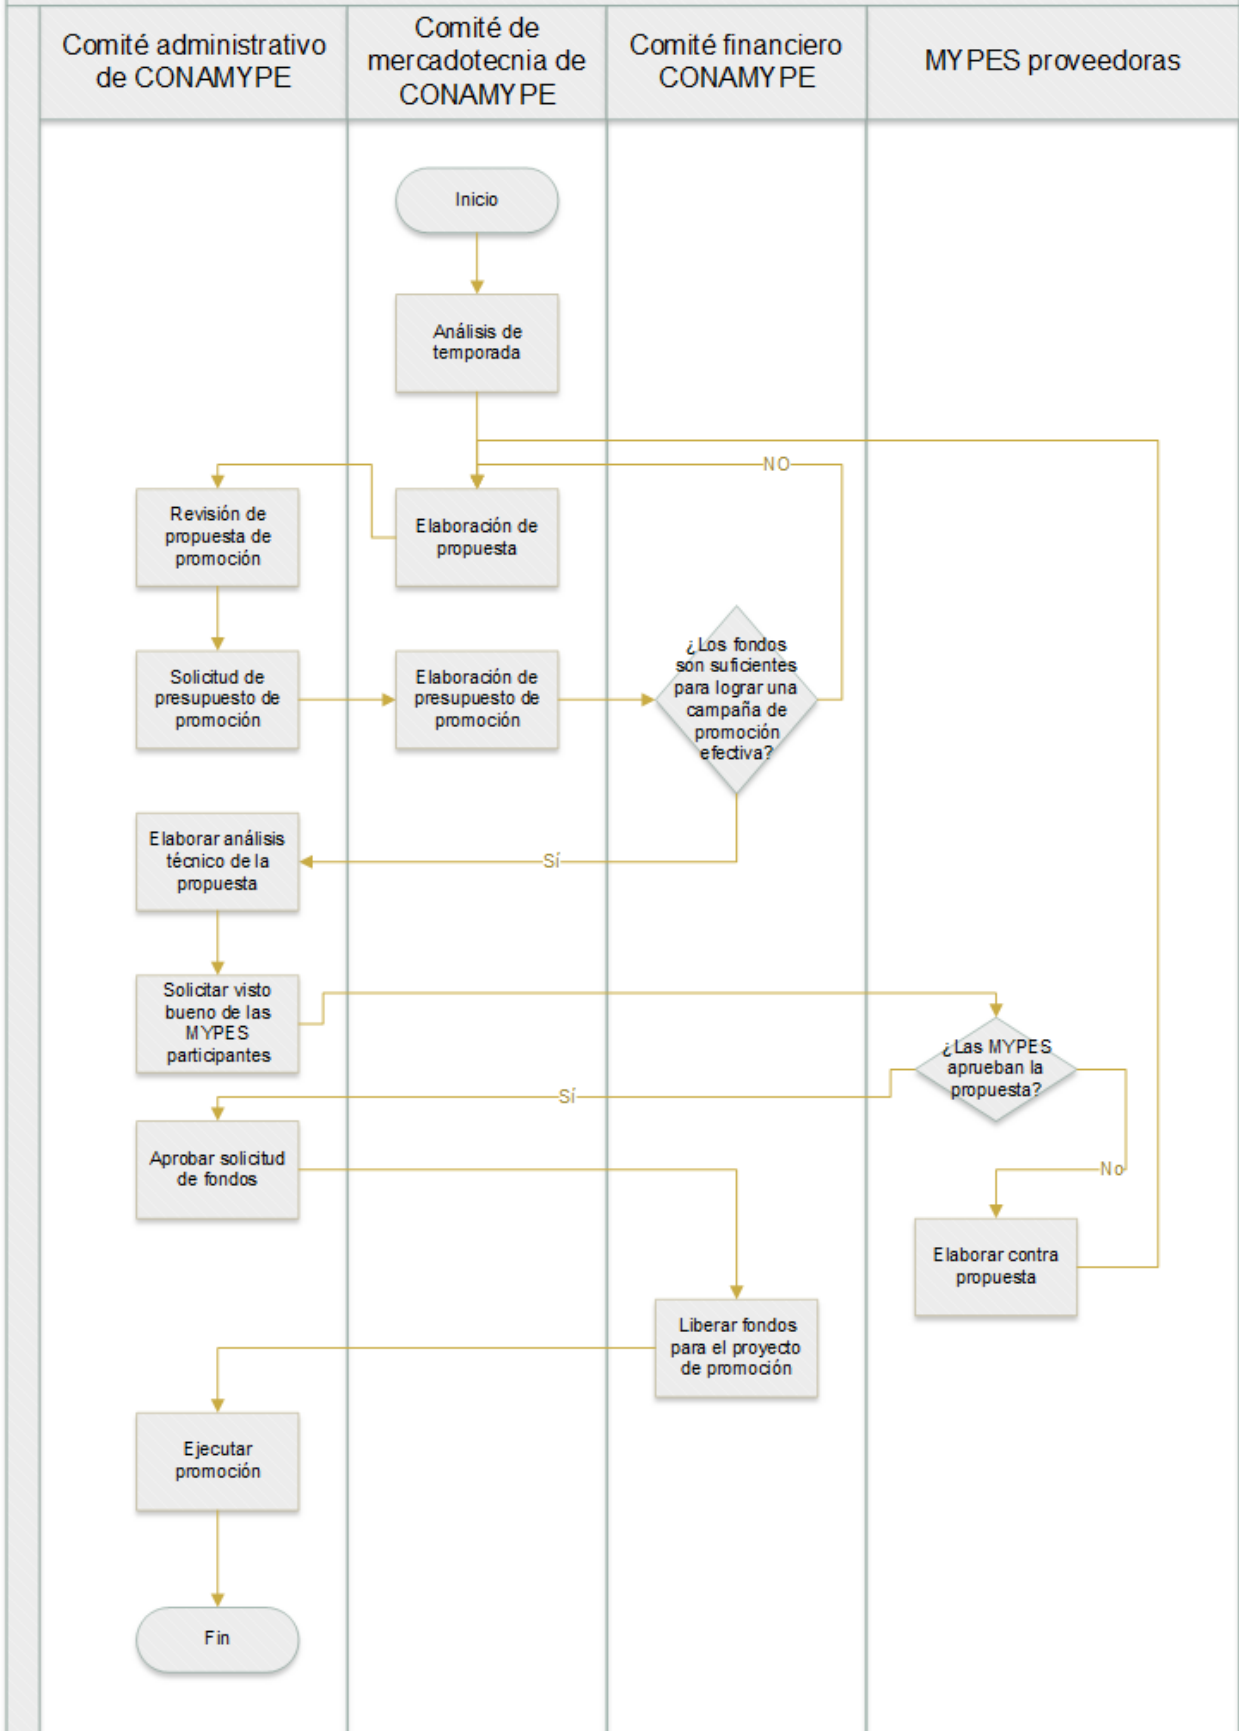 Comité administrativo
de CONAMYPE
Comité de
mercadotecnia de
CONAMYPE
Comité financiero
CONAMYPE
MYPES proveedoras
Inicio
Análisis de
temporada
NO
Revisión de
propuesta de
promoción
Elaboración de
propuesta
Solicitud de
presupuesto de
promoción
Elaboración de
presupuesto de
promoción
¿Los fondos
son suficientes
para lograr una
campaña de
promoción
efectiva?
Elaborar análisis
técnico de la
propuesta
Sí
Solicitar visto
bueno de las
MYPES
participantes
¿Las MYPES
aprueban la
propuesta?
Sí
Aprobar solicitud
de fondos
No
Elaborar contra
propuesta
Liberar fondos
para el proyecto
de promoción
Ejecutar
promoción
Fin